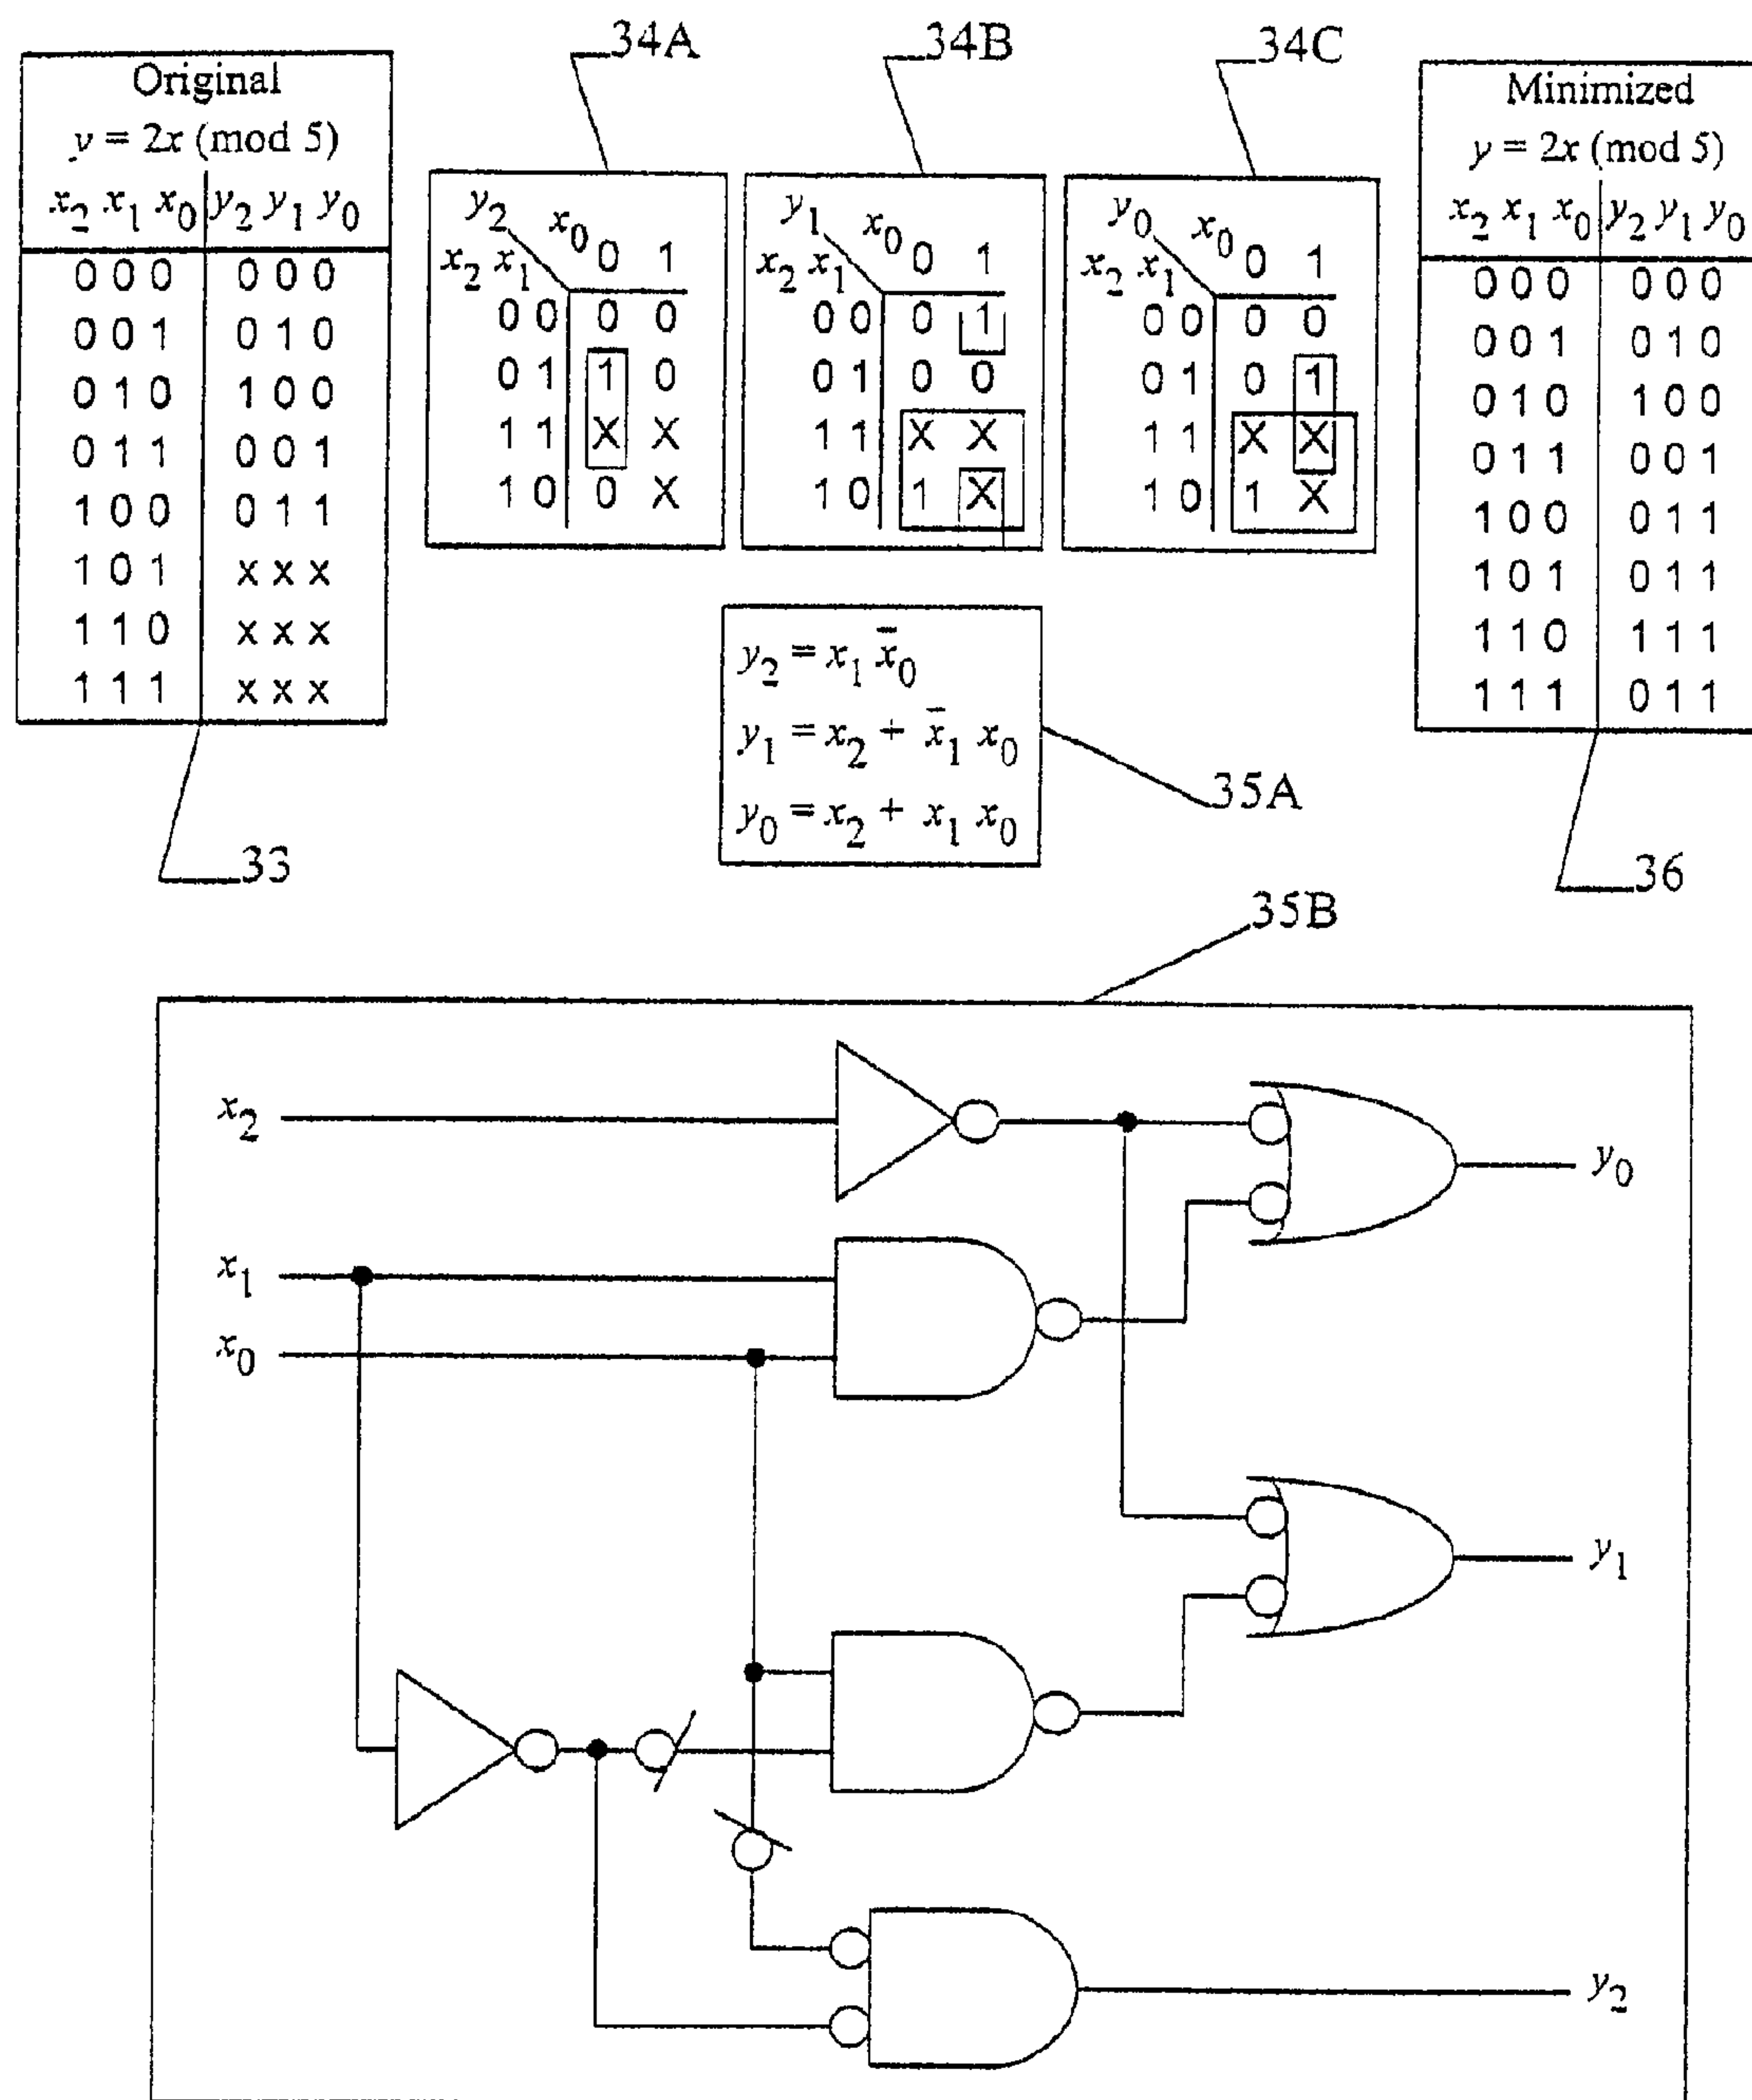 34A
34B
34C
Original
y = 2x (mod 5)
x2 x1 x0 y2 y1 y0
0 0 0 0 0 0
0 0 1 0 1 0
0 1 0 1 0 0
0 1 1 0 0 1
1 0 0 0 1 1
1 0 1 x x x
1 1 0 x x x
1 1 1 x x x
33
y2 x0 0 1
x2 x1
0 0 0 0
0 1 1 0
1 1 X X
1 0 0 X
y1 x0 0 1
x2 x1
0 0 0 1
0 1 0 0
1 1 X X
1 0 1 X
y0 x0 0 1
x2 x1
0 0 0 0
0 1 0 1
1 1 X X
1 0 1 X
Minimized
y = 2x (mod 5)
x2 x1 x0 y2 y1 y0
0 0 0 0 0 0
0 0 1 0 1 0
0 1 0 1 0 0
0 1 1 0 0 1
1 0 0 0 1 1
1 0 1 0 1 1
1 1 0 1 1 1
1 1 1 0 1 1
36
y2 = x1 x̄0
y1 = x2 + x̄1 x0
y0 = x2 + x1 x0
35A
35B
x2
y0
x1
x0
y1
y2